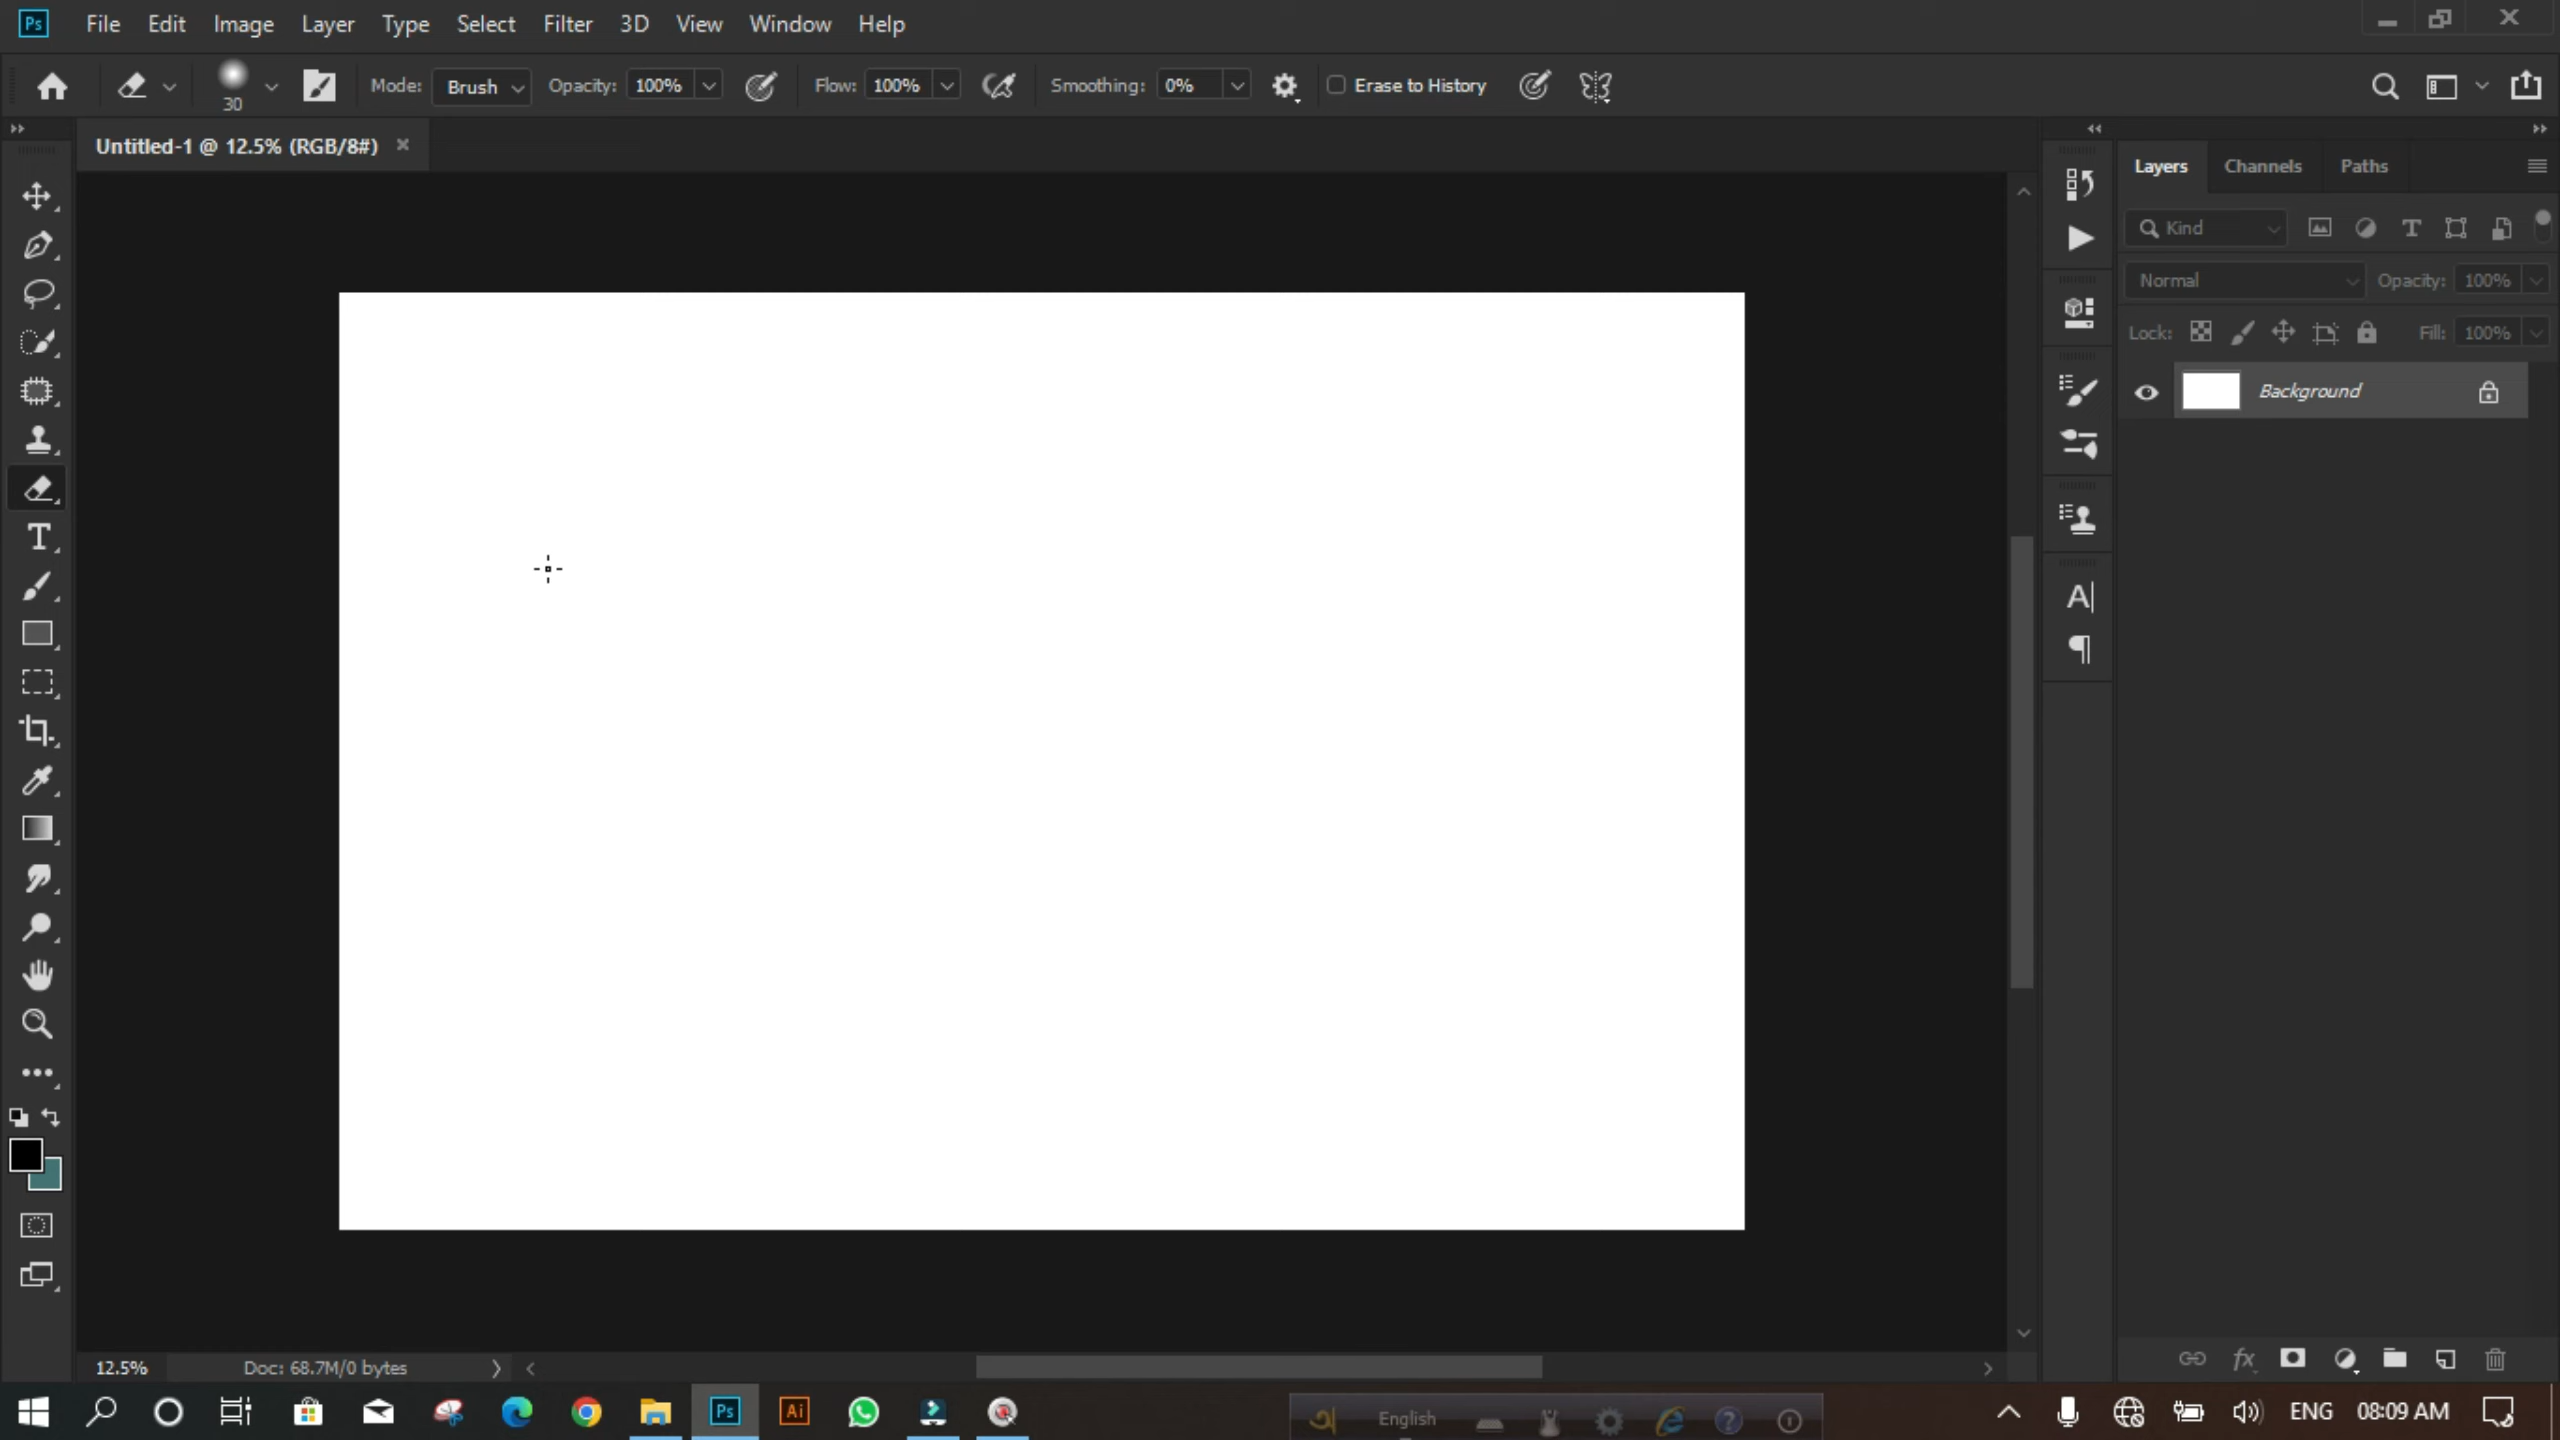 Ps File Edit Image Layer Type Select Filter 3D View Window Help
30 Mode: Brush Opacity: 100% Flow: 100% Smoothing: 0% Erase to History
Untitled-1 @ 12.5% (RGB/8#)
Layers Channels Paths
Kind
Normal Opacity: 100%
Lock: Fill: 100%
Background
12.5% Doc: 68.7M/0 bytes
Ps Ai অ English ENG 08:09 AM